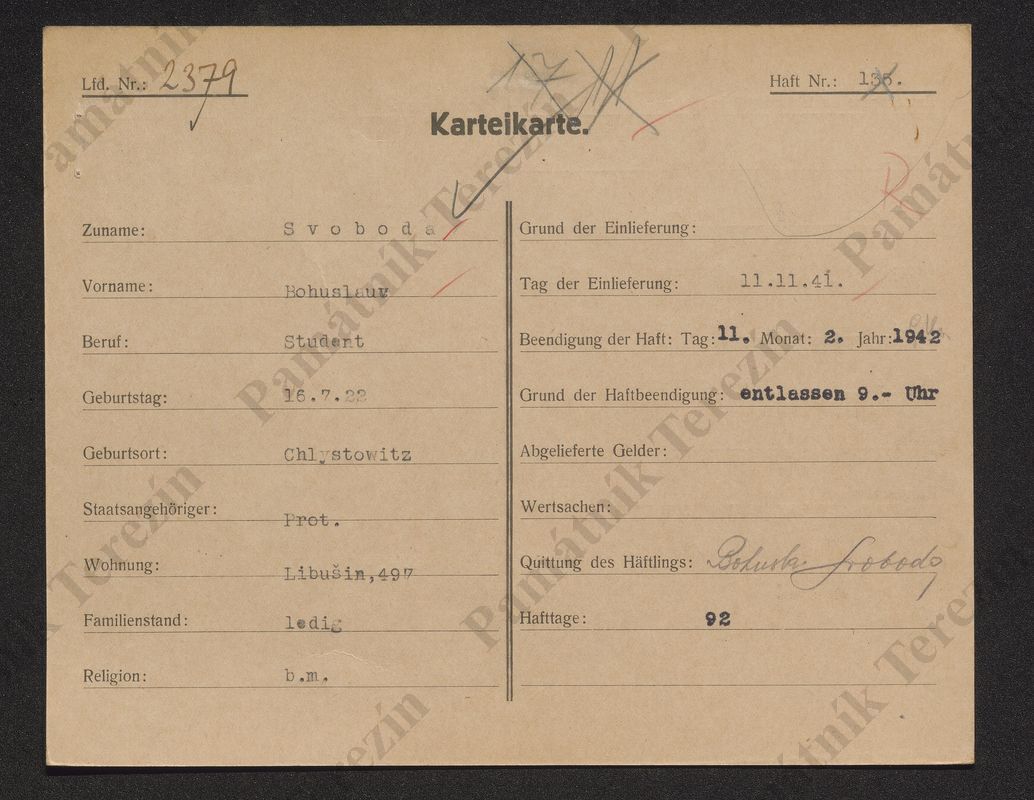 Lfd. Nr.: 2379
17
Haft Nr.: 135.
Karteikarte.
R
Zuname: Svoboda
Vorname: Bohuslauv
Beruf: Student
Geburtstag: 16.7.22
Geburtsort: Chlystowitz
Staatsangehöriger: Prot.
Wohnung: Libušin,497
Familienstand: ledig
Religion: b.m.
Grund der Einlieferung:
Tag der Einlieferung: 11.11.41.
Beendigung der Haft: Tag: 11. Monat: 2. Jahr: 1942
Grund der Haftbeendigung: entlassen 9.- Uhr
Abgelieferte Gelder:
Wertsachen:
Quittung des Häftlings: Svoboda
Hafttage: 92
Památník Terezín